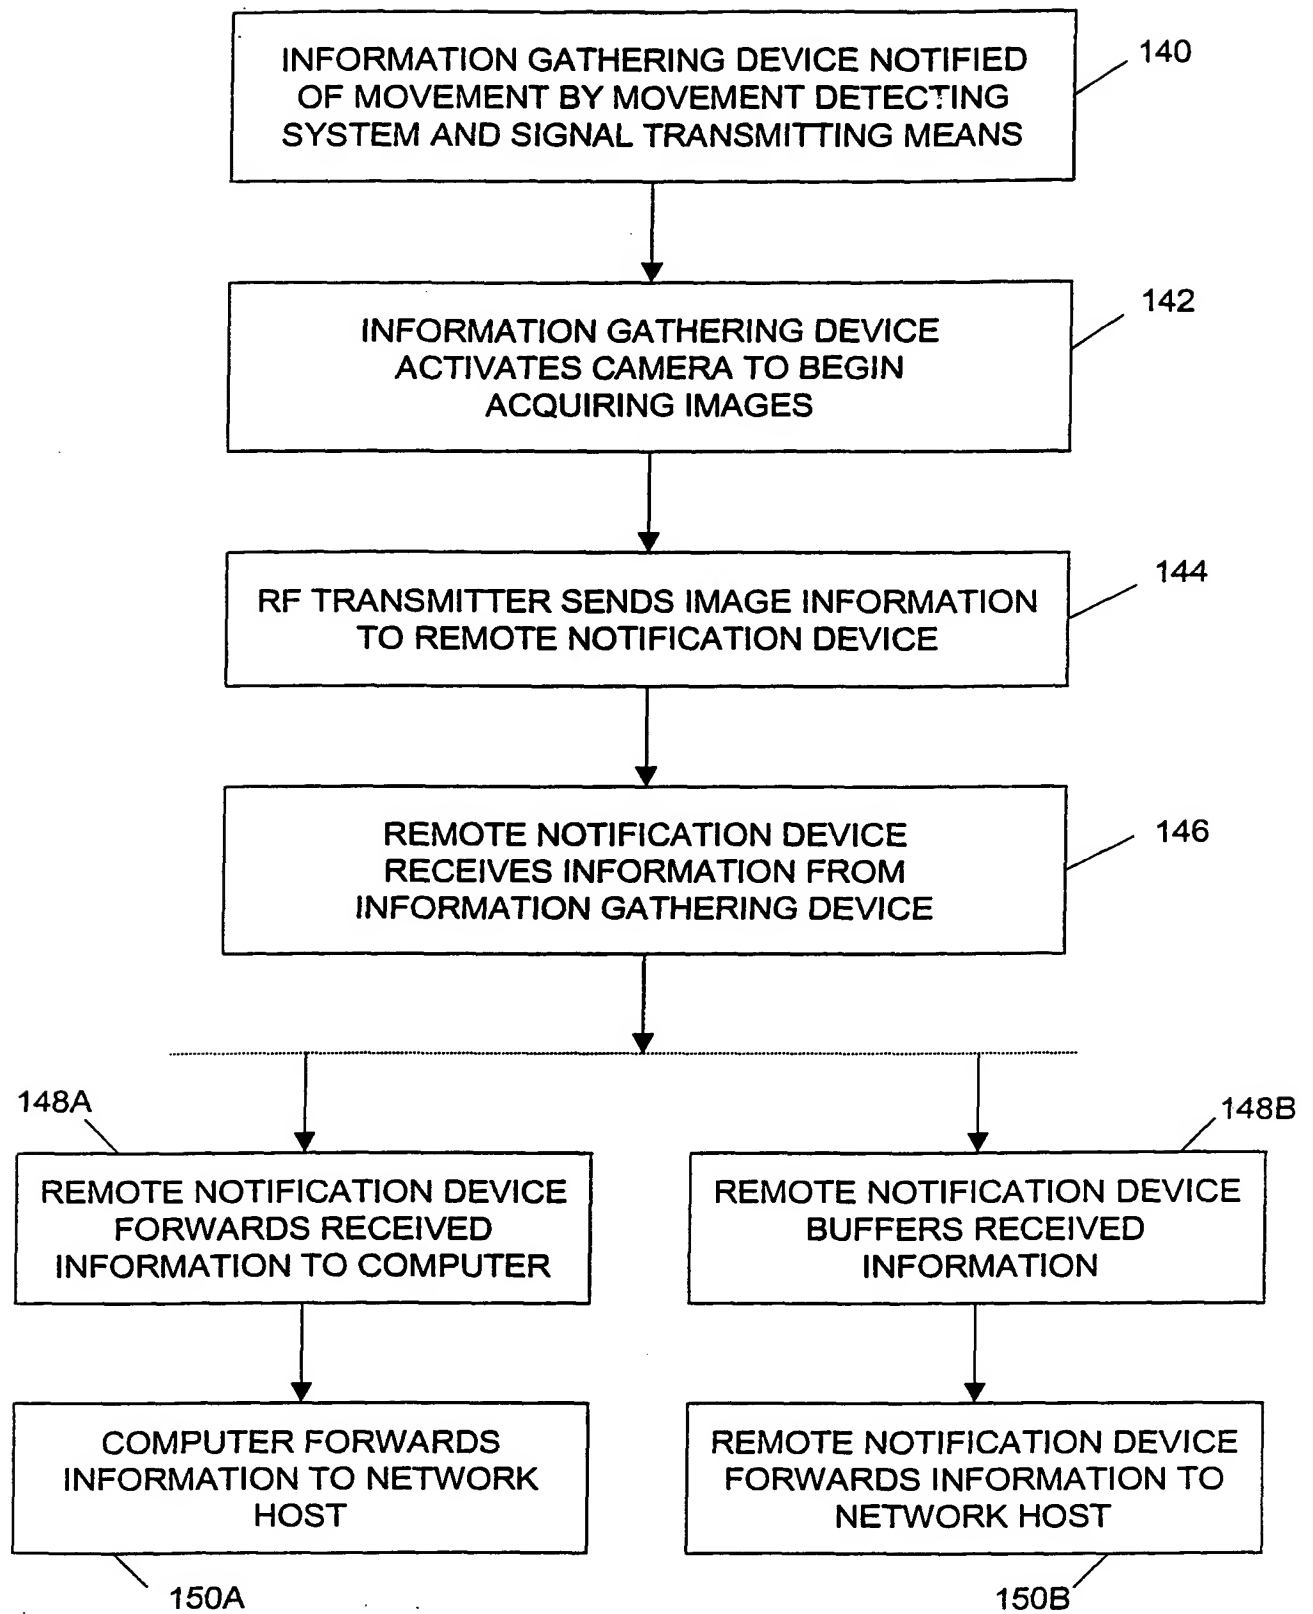 INFORMATION GATHERING DEVICE NOTIFIED
OF MOVEMENT BY MOVEMENT DETECTING
SYSTEM AND SIGNAL TRANSMITTING MEANS
140
INFORMATION GATHERING DEVICE
ACTIVATES CAMERA TO BEGIN
ACQUIRING IMAGES
142
RF TRANSMITTER SENDS IMAGE INFORMATION
TO REMOTE NOTIFICATION DEVICE
144
REMOTE NOTIFICATION DEVICE
RECEIVES INFORMATION FROM
INFORMATION GATHERING DEVICE
146
148A
REMOTE NOTIFICATION DEVICE
FORWARDS RECEIVED
INFORMATION TO COMPUTER
148B
REMOTE NOTIFICATION DEVICE
BUFFERS RECEIVED
INFORMATION
COMPUTER FORWARDS
INFORMATION TO NETWORK
HOST
150A
REMOTE NOTIFICATION DEVICE
FORWARDS INFORMATION TO
NETWORK HOST
150B